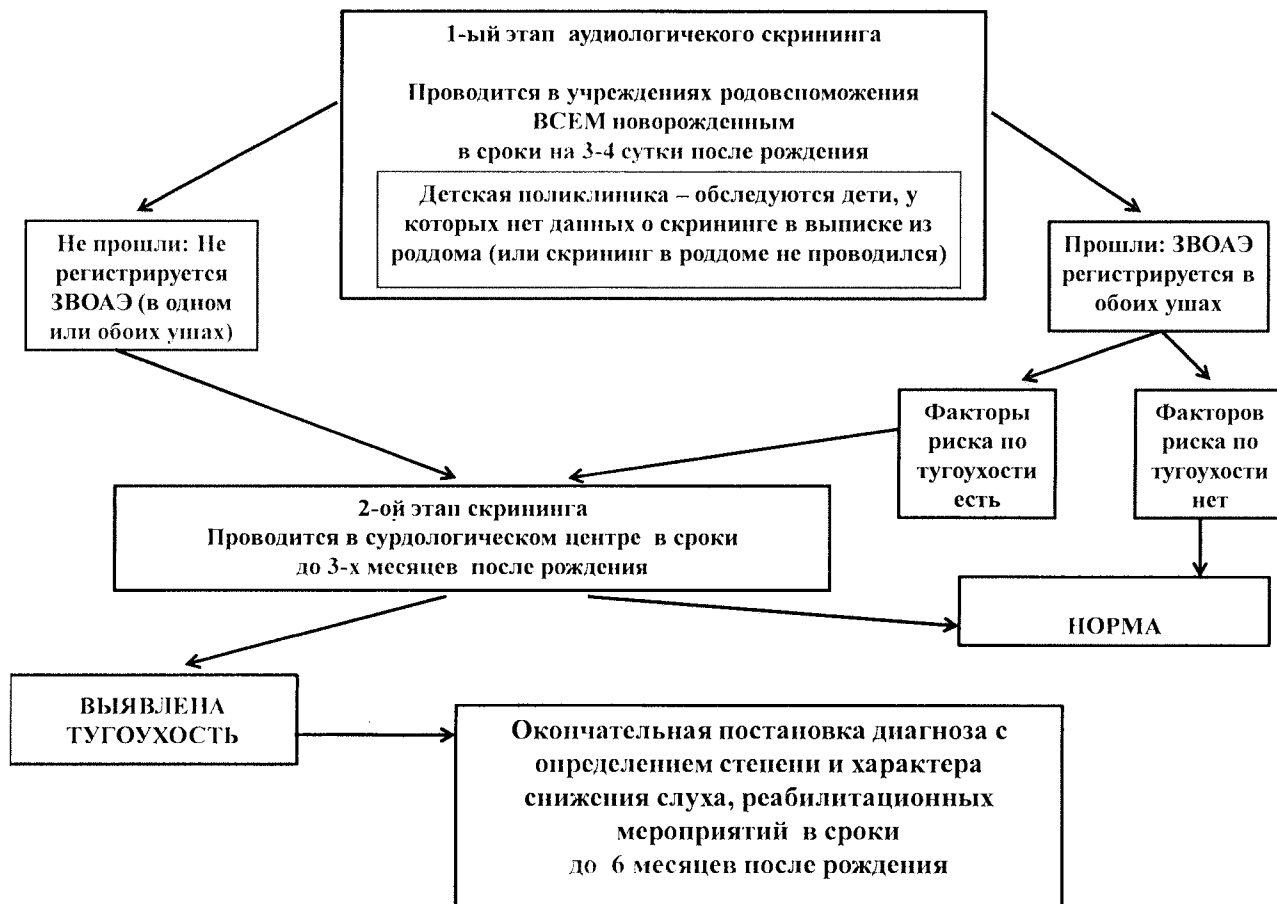 1-ый этап аудиологичекого скрининга
Проводится в учреждениях родовспоможения
ВСЕМ новорожденным
в сроки на 3-4 сутки после рождения
Детская поликлиника – обследуются дети, у
которых нет данных о скрининге в выписке из
роддома (или скрининг в роддоме не проводился)
Не прошли: Не
регистрируется
ЗВОАЭ (в одном
или обоих ушах)
Прошли: ЗВОАЭ
регистрируется в
обоих ушах
Факторы
риска по
тугоухости
есть
Факторов
риска по
тугоухости
нет
2-ой этап скрининга
Проводится в сурдологическом центре в сроки
до 3-х месяцев после рождения
НОРМА
ВЫЯВЛЕНА
ТУГОУХОСТЬ
Окончательная постановка диагноза с
определением степени и характера
снижения слуха, реабилитационных
мероприятий в сроки
до 6 месяцев после рождения